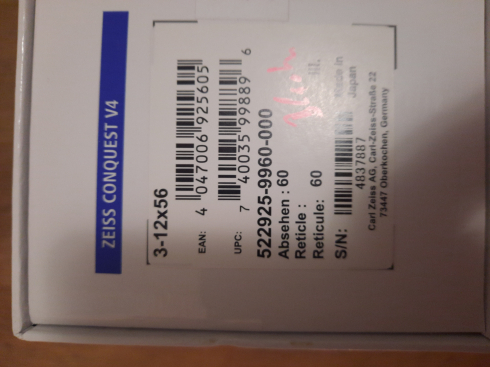 ZEISS CONQUEST V4
3-12x56
EAN:
4 047006 925605
UPC:
7 40035 99889 6
522925-9960-000
Absehen : 60
Reticle :
Reticule: 60
S/N:
4837887
Made in
Japan
Carl Zeiss AG, Carl-Zeiss-Straße 22
73447 Oberkochen, Germany